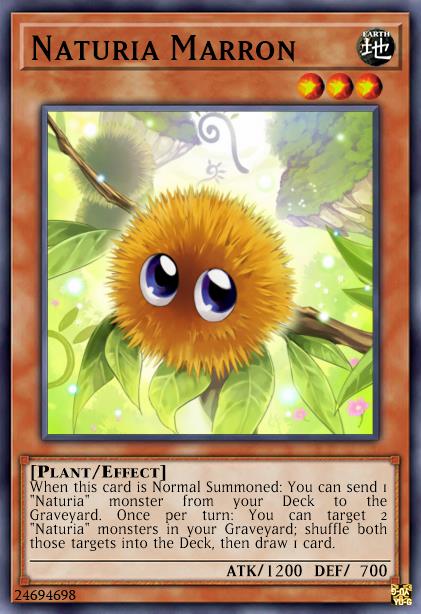 Naturia Marron
EARTH
地
[Plant/Effect]
When this card is Normal Summoned: You can send 1
"Naturia" monster from your Deck to the
Graveyard. Once per turn: You can target 2
"Naturia" monsters in your Graveyard; shuffle both
those targets into the Deck, then draw 1 card.
ATK/1200 DEF/ 700
24694698